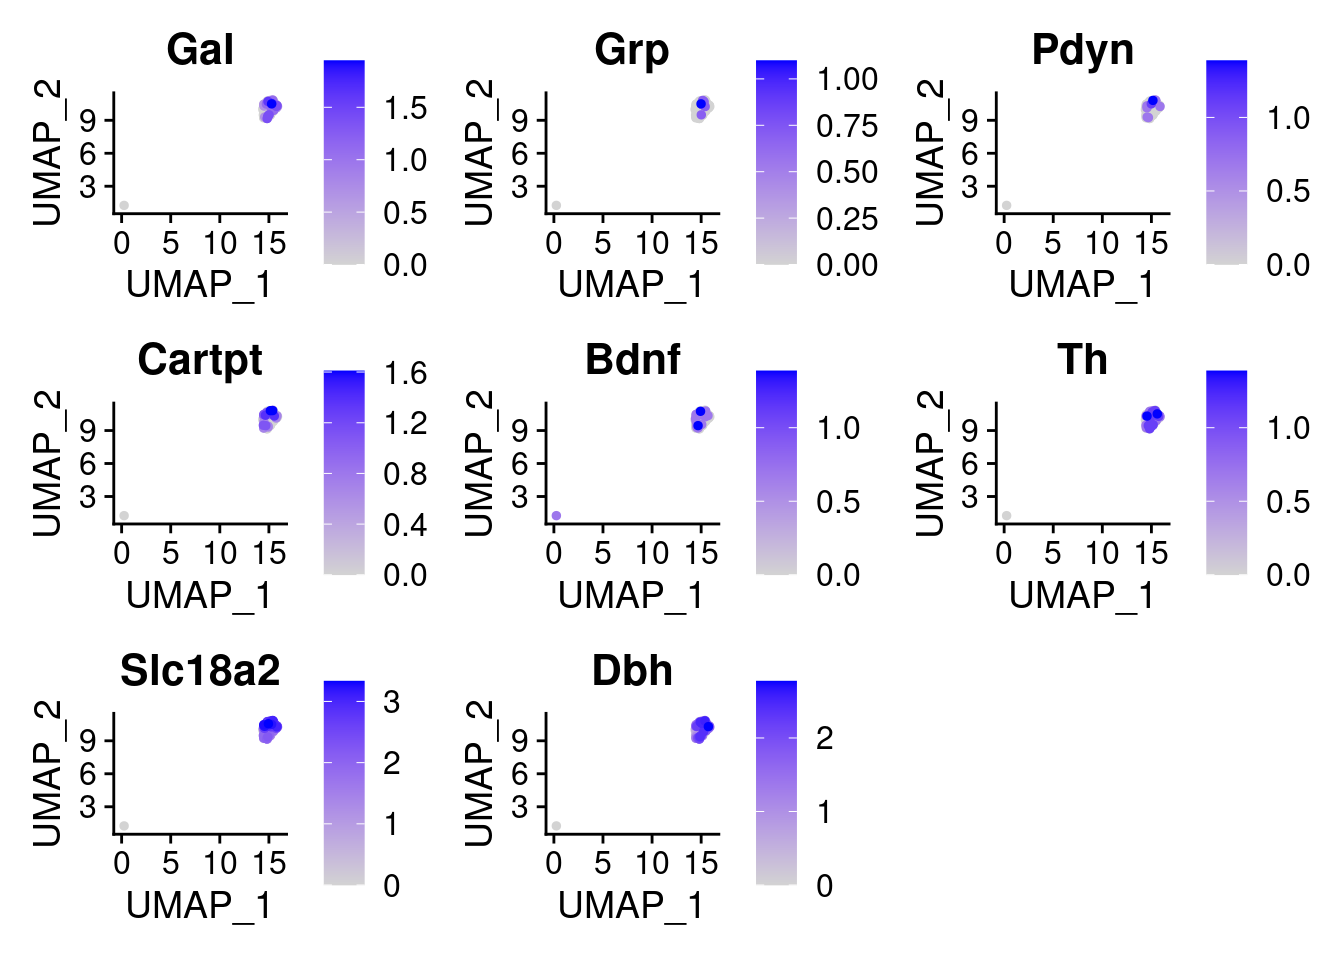 Gal
UMAP_2
9
6
3
0 5 10 15
UMAP_1
1.5
1.0
0.5
0.0
Grp
UMAP_2
9
6
3
0 5 10 15
UMAP_1
1.00
0.75
0.50
0.25
0.00
Pdyn
UMAP_2
9
6
3
0 5 10 15
UMAP_1
1.0
0.5
0.0
Cartpt
UMAP_2
9
6
3
0 5 10 15
UMAP_1
1.6
1.2
0.8
0.4
0.0
Bdnf
UMAP_2
9
6
3
0 5 10 15
UMAP_1
1.0
0.5
0.0
Th
UMAP_2
9
6
3
0 5 10 15
UMAP_1
1.0
0.5
0.0
Slc18a2
UMAP_2
9
6
3
0 5 10 15
UMAP_1
3
2
1
0
Dbh
UMAP_2
9
6
3
0 5 10 15
UMAP_1
2
1
0